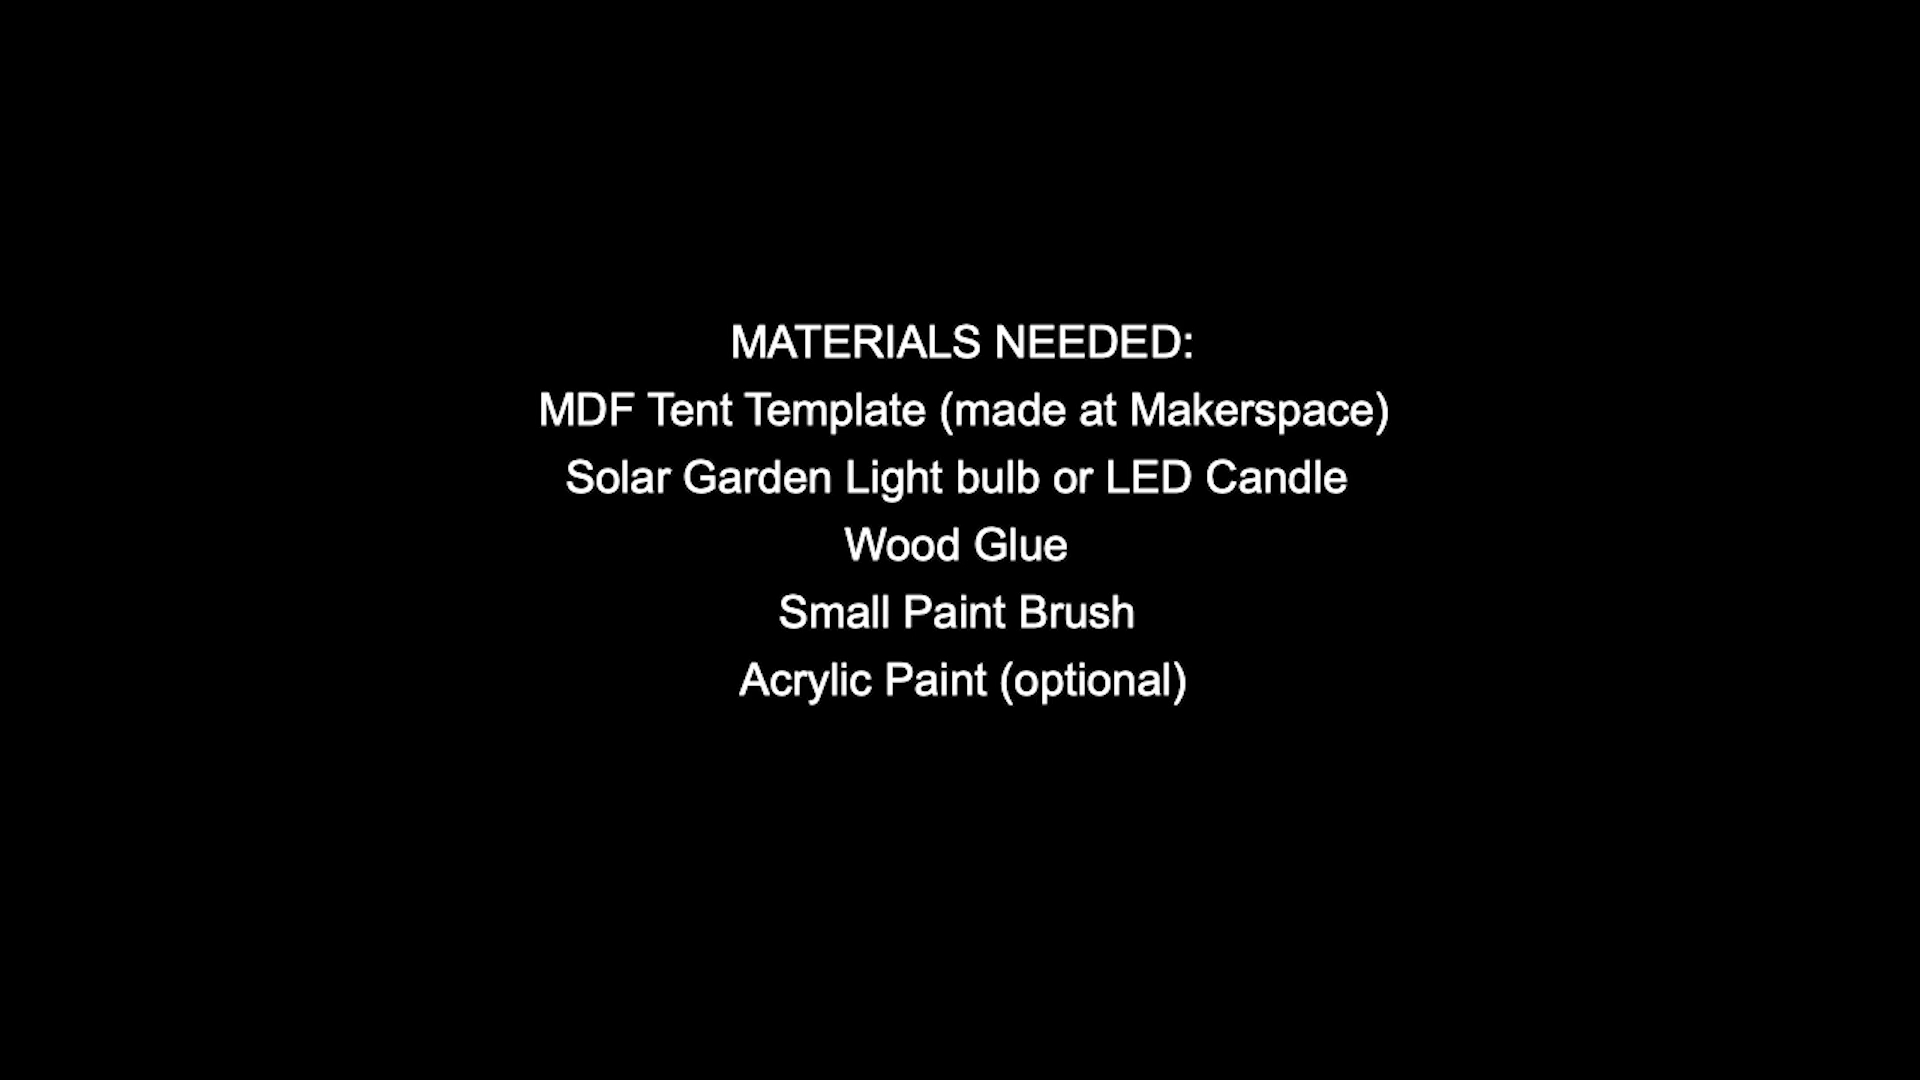 MATERIALS NEEDED:
MDF Tent Template (made at Makerspace)
Solar Garden Light bulb or LED Candle
Wood Glue
Small Paint Brush
Acrylic Paint (optional)